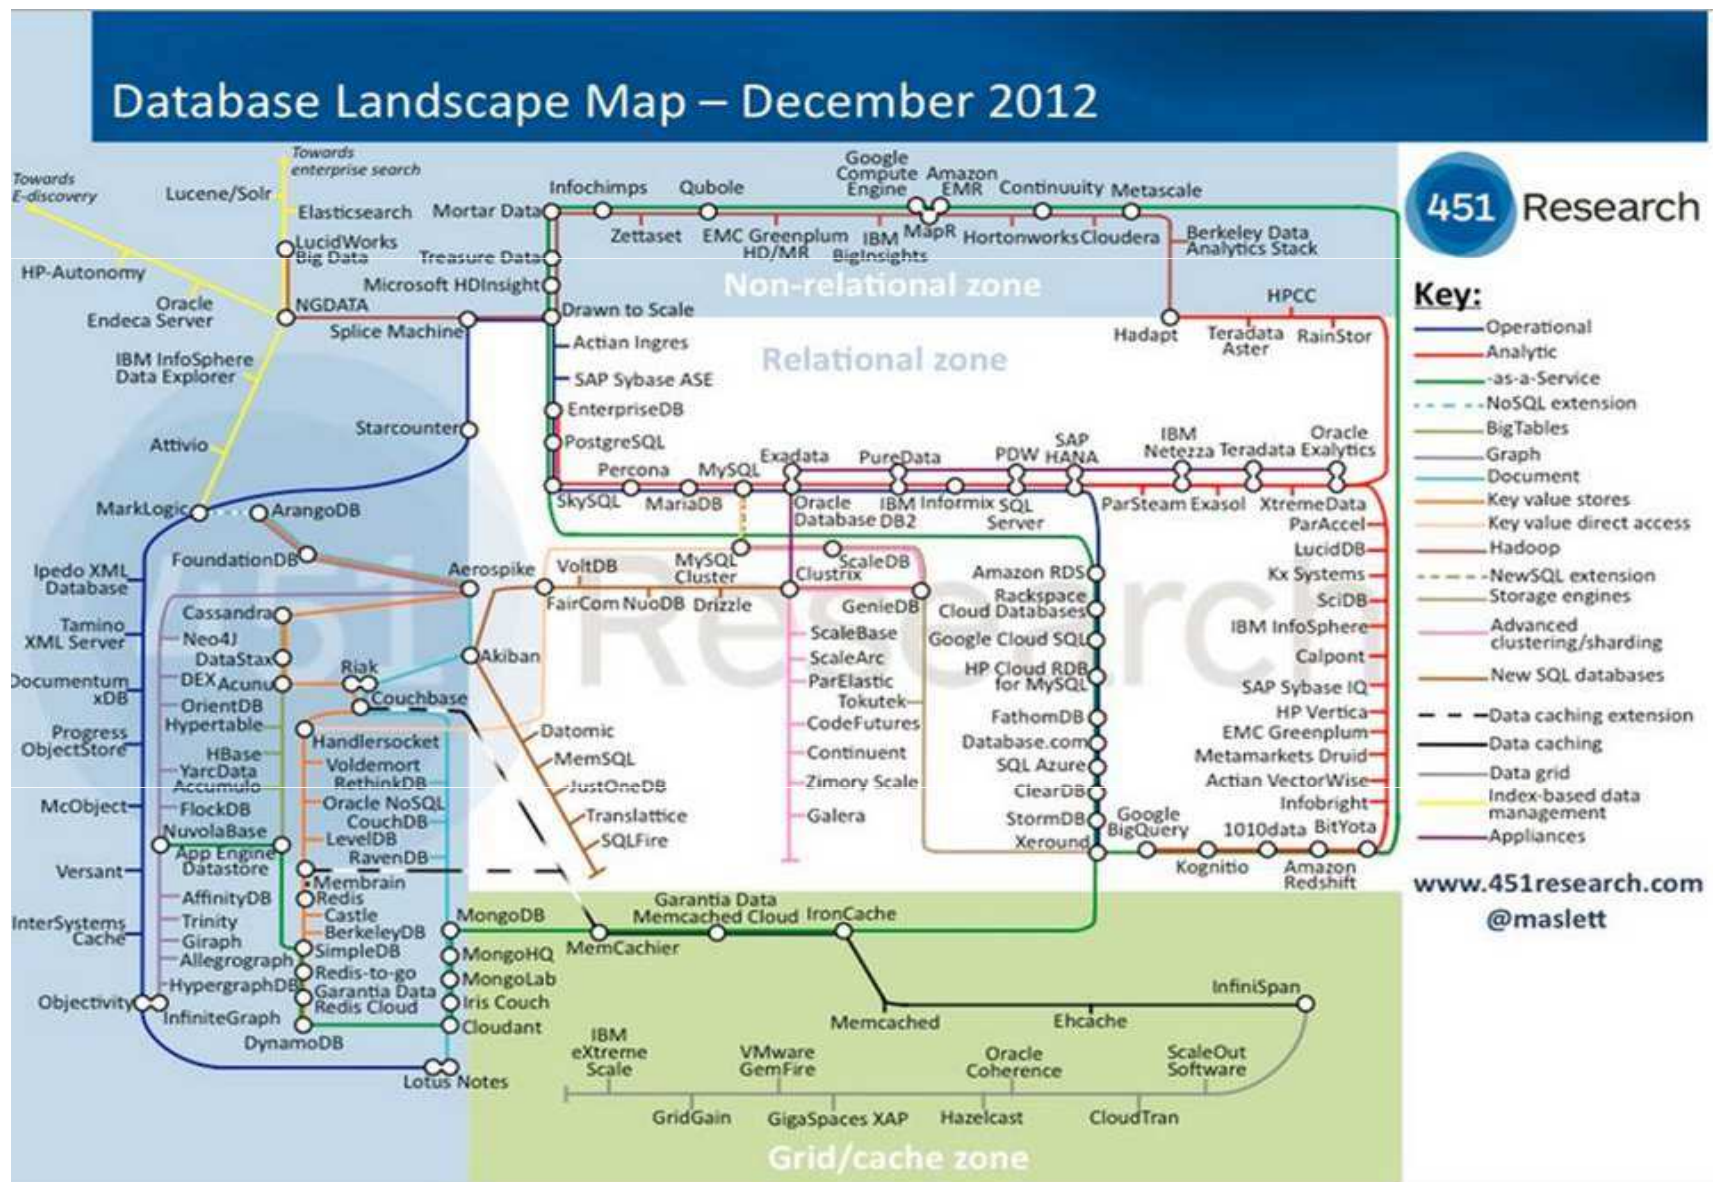 Database Landscape Map – December 2012
Towards
enterprise search
Towards
E-discovery
Lucene/Solr
Elasticsearch
LucidWorks
Big Data
HP-Autonomy
Oracle
Endeca Server
NGDATA
IBM InfoSphere
Data Explorer
Attivio
MarkLogic
ArangoDB
FoundationDB
Splice Machine
Starcounter
Mortar Data
Infochimps
Qubole
Google
Compute
Engine
Amazon
EMR
Continuuity
Metascale
Zettaset
EMC Greenplum
HD/MR
IBM
BigInsights
MapR
Hortonworks
Cloudera
Berkeley Data
Analytics Stack
Treasure Data
Microsoft HDInsight
Drawn to Scale
Non-relational zone
Relational zone
Hadapt
HPCC
Teradata
Aster
RainStor
Actian Ingres
SAP Sybase ASE
EnterpriseDB
PostgreSQL
SkySQL
Percona
MariaDB
MySQL
Exadata
Oracle
Database
PureData
IBM
DB2
Informix
PDW
SQL
Server
SAP
HANA
IBM
Netezza
Teradata
Oracle
Exalytics
ParSteam
Exasol
XtremeData
ParAccel
LucidDB
Kx Systems
SciDB
IBM InfoSphere
Calpont
SAP Sybase IQ
HP Vertica
EMC Greenplum
Metamarkets Druid
Actian VectorWise
Infobright
BitYota
1010data
Google
BigQuery
Kognitio
Amazon
Redshift
Amazon RDS
Rackspace
Cloud Databases
Google Cloud SQL
HP Cloud RDB
for MySQL
FathomDB
Database.com
SQL Azure
ClearDB
StormDB
Xeround
Aerospike
VoltDB
MySQL
Cluster
Clustrix
ScaleDB
GenieDB
FairCom
NuoDB
Drizzle
Akiban
ScaleBase
ScaleArc
ParElastic
Tokutek
CodeFutures
Continuent
Zimory Scale
Galera
Datomic
MemSQL
JustOneDB
Translattice
SQLFire
Ipedo XML
Database
Tamino
XML Server
Documentum
xDB
Progress
ObjectStore
McObject
Versant
InterSystems
Cache
Objectivity
Cassandra
Neo4J
DataStax
DEX
Acunu
OrientDB
Hypertable
HBase
YarcData
Accumulo
FlockDB
NuvolaBase
App Engine
Datastore
AffinityDB
Trinity
Giraph
Allegrograph
HypergraphDB
InfiniteGraph
DynamoDB
Riak
Couchbase
Handlersocket
Voldemort
RethinkDB
Oracle NoSQL
CouchDB
LevelDB
RavenDB
Membrain
Redis
Castle
BerkeleyDB
SimpleDB
Redis-to-go
Garantia Data
Redis Cloud
MongoDB
MongoHQ
MongoLab
Iris Couch
Cloudant
Lotus Notes
MemCachier
Garantia Data
Memcached Cloud
IronCache
Memcached
Ehcache
InfiniSpan
IBM
eXtreme
Scale
VMware
GemFire
Oracle
Coherence
ScaleOut
Software
GridGain
GigaSpaces XAP
Hazelcast
CloudTran
Grid/cache zone
451 Research
451 Research
Key:
Operational
Analytic
-as-a-Service
NoSQL extension
BigTables
Graph
Document
Key value stores
Key value direct access
Hadoop
NewSQL extension
Storage engines
Advanced
clustering/sharding
New SQL databases
Data caching extension
Data caching
Data grid
Index-based data
management
Appliances
www.451research.com
@maslett